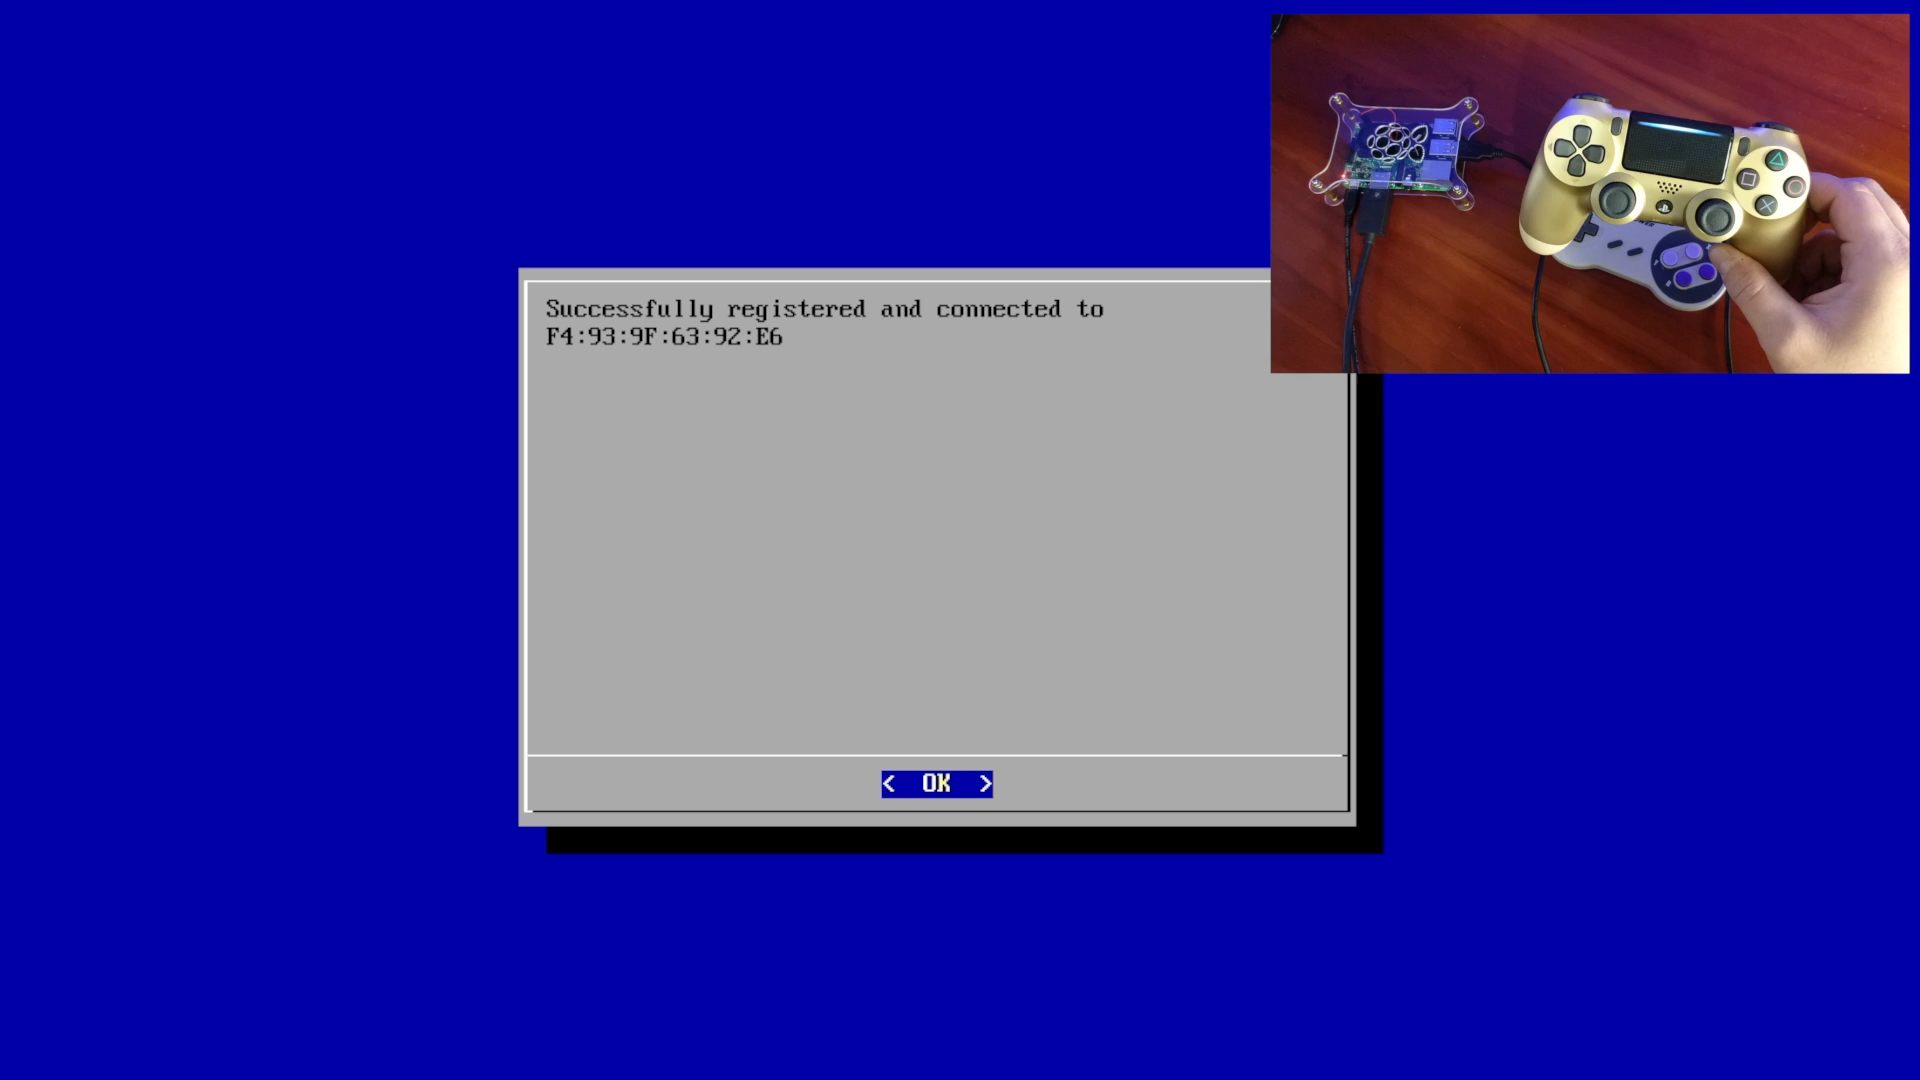 Successfully registered and connected to
F4:93:9F:63:92:E6
< OK >